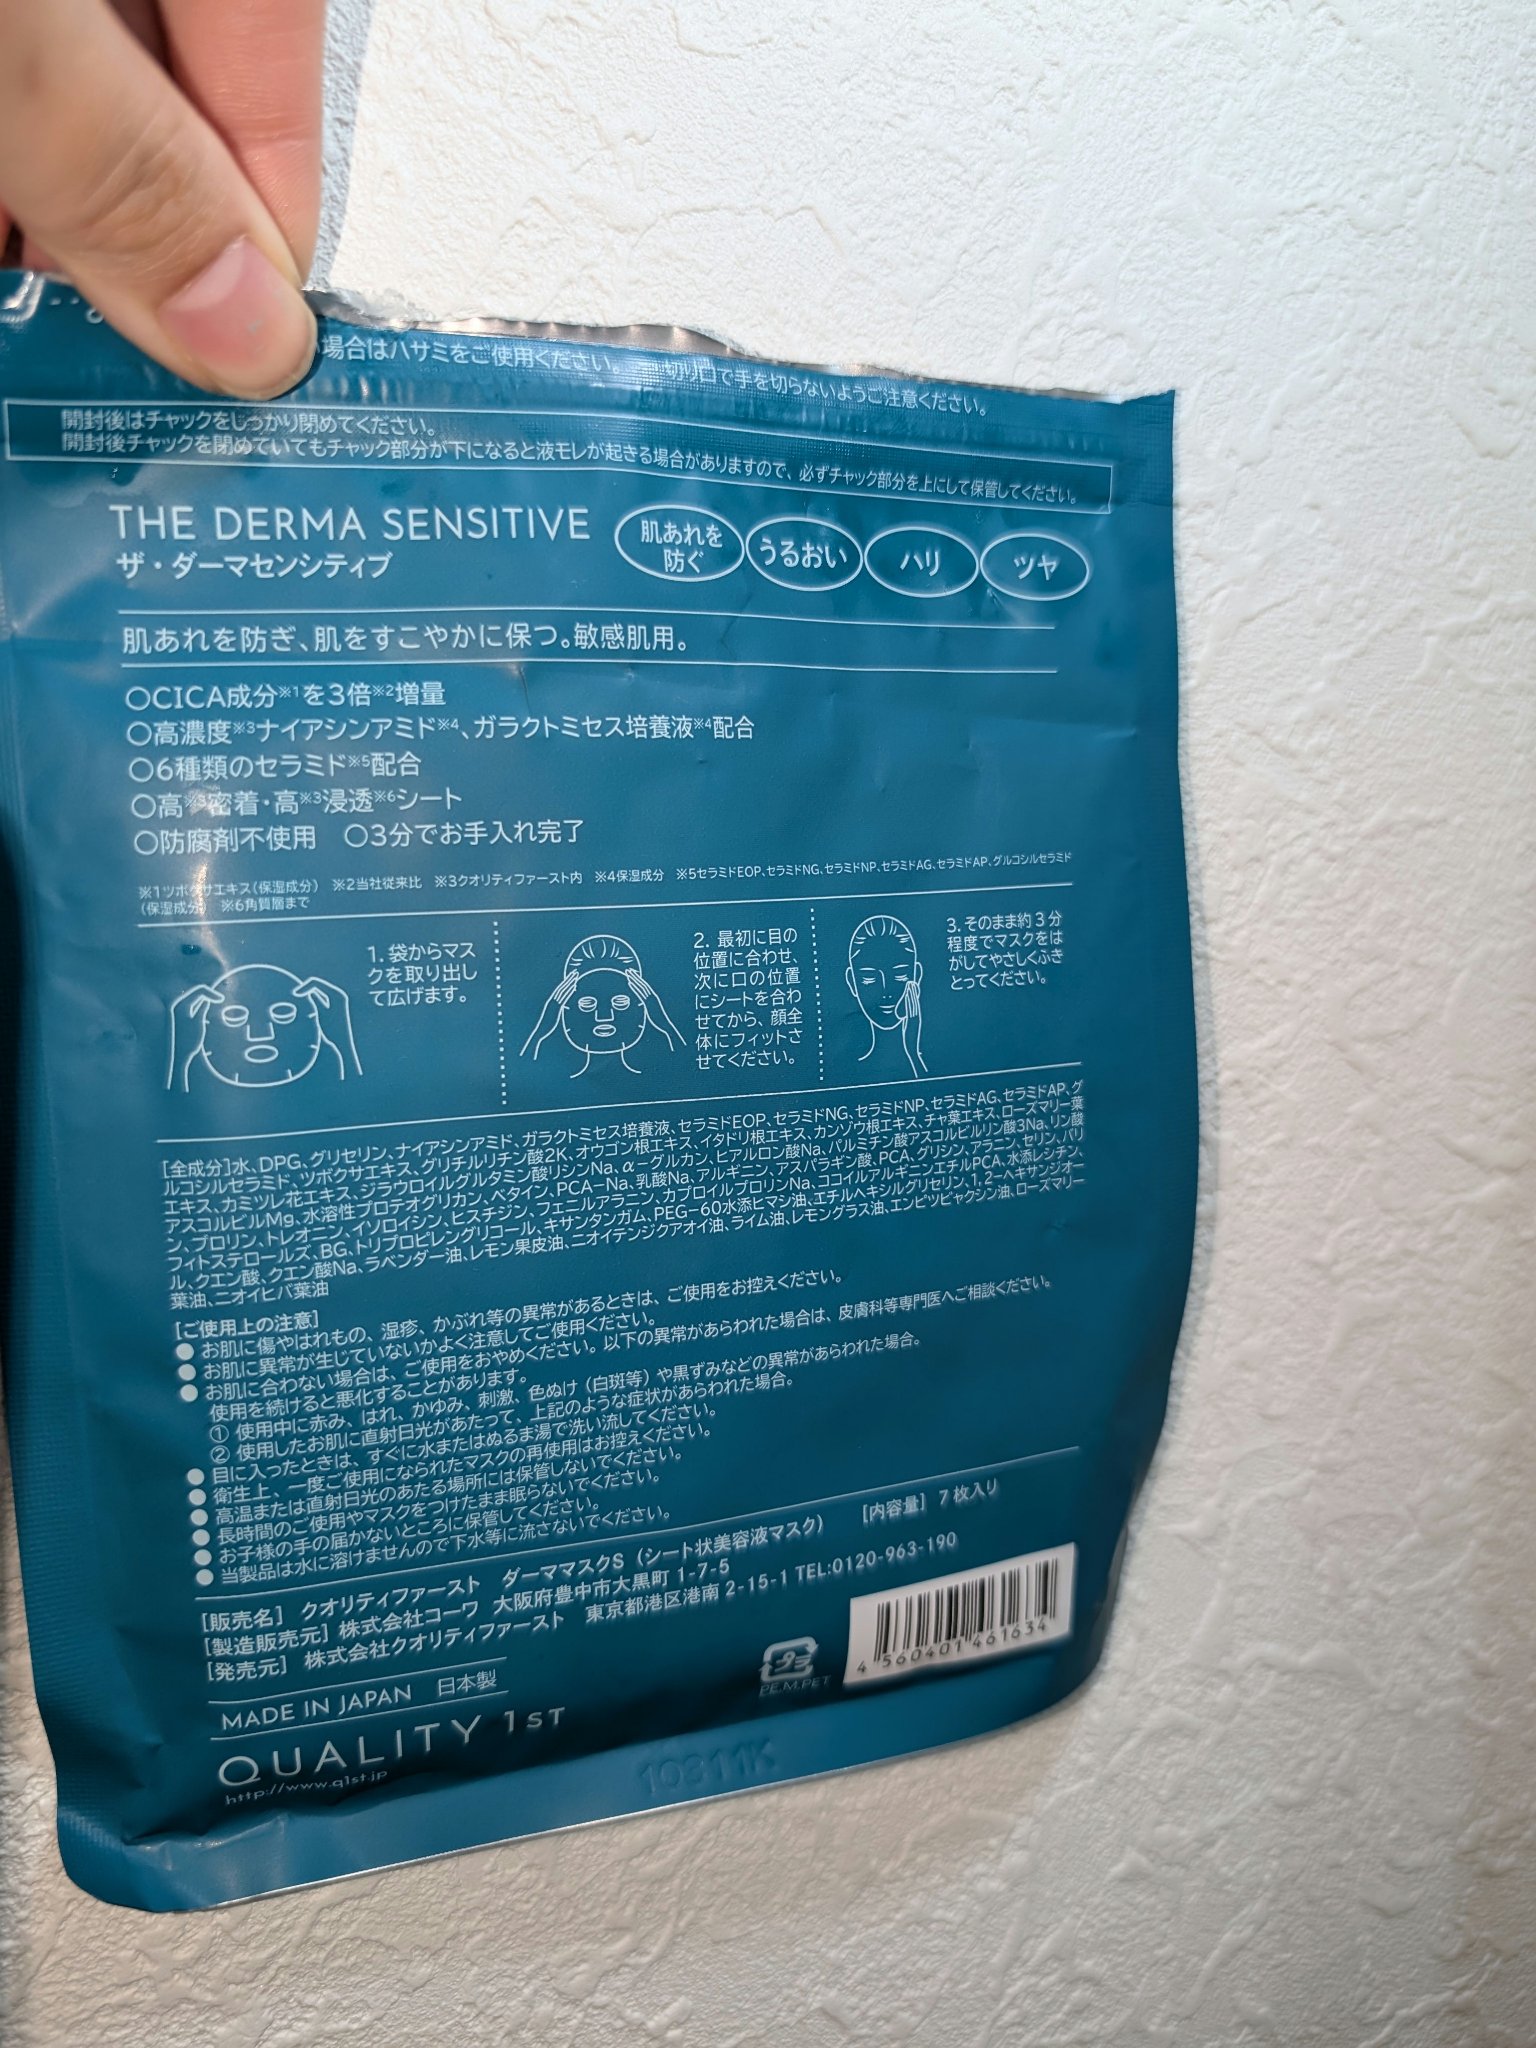 場合はハサミをご使用ください。 切り口で手を切らないようご注意ください。
開封後はチャックをしっかり閉めてください。
開封後チャックを閉めていてもチャック部分が下になると液モレが起きる場合がありますので、必ずチャック部分を上にして保管してください。
THE DERMA SENSITIVE
ザ・ダーマセンシティブ
肌あれを
防ぐ
うるおい
ハリ
ツヤ
肌あれを防ぎ、肌をすこやかに保つ。敏感肌用。
○CICA成分※1を3倍※2増量
○高濃度※3ナイアシンアミド※4、ガラクトミセス培養液※4配合
○6種類のセラミド※5配合
○高※3密着・高※3浸透※6シート
○防腐剤不使用 ○3分でお手入れ完了
※1ツボクサエキス(保湿成分) ※2当社従来比 ※3クオリティファースト内 ※4保湿成分 ※5セラミドEOP、セラミドNG、セラミドNP、セラミドAG、セラミドAP、グルコシルセラミド
(保湿成分) ※6角質層まで
1. 袋からマス
クを取り出し
て広げます。
2. 最初に目の
位置に合わせ、
次に口の位置
にシートを合わ
せてから、顔全
体にフィットさ
せてください。
3. そのまま約3分
程度でマスクをは
がしてやさしくふき
とってください。
[全成分]水、DPG、グリセリン、ナイアシンアミド、ガラクトミセス培養液、セラミドEOP、セラミドNG、セラミドNP、セラミドAG、セラミドAP、グ
ルコシルセラミド、ツボクサエキス、グリチルリチン酸2K、オウゴン根エキス、イタドリ根エキス、カンゾウ根エキス、チャ葉エキス、ローズマリー葉
エキス、カミツレ花エキス、ジラウロイルグルタミン酸リシンNa、α-グルカン、ヒアルロン酸Na、パルミチン酸アスコルビルリン酸3Na、リン酸
アスコルビルMg、水溶性プロテオグリカン、ベタイン、PCA-Na、乳酸Na、アルギニン、アスパラギン酸、PCA、グリシン、アラニン、セリン、バリ
ン、プロリン、トレオニン、イソロイシン、ヒスチジン、フェニルアラニン、カプロイルプロリンNa、ココイルアルギニンエチルPCA、水添レシチン、
フィトステロールズ、BG、トリプロピレングリコール、キサンタンガム、PEG-60水添ヒマシ油、エチルヘキシルグリセリン、1,2-ヘキサンジオー
ル、クエン酸、クエン酸Na、ラベンダー油、レモン果皮油、ニオイテンジクアオイ油、ライム油、レモングラス油、エンピツビャクシン油、ローズマリー
葉油、ニオイヒバ葉油
[ご使用上の注意]
● お肌に傷やはれもの、湿疹、かぶれ等の異常があるときは、ご使用をお控えください。
● お肌に異常が生じていないかよく注意してご使用ください。
● お肌に合わない場合は、ご使用をおやめください。以下の異常があらわれた場合は、皮膚科等専門医へご相談ください。
使用を続けると悪化することがあります。
① 使用中に赤み、はれ、かゆみ、刺激、色ぬけ(白斑等)や黒ずみなどの異常があらわれた場合。
② 使用したお肌に直射日光があたって、上記のような症状があらわれた場合。
● 目に入ったときは、すぐに水またはぬるま湯で洗い流してください。
● 衛生上、一度ご使用になられたマスクの再使用はお控えください。
● 高温または直射日光のあたる場所には保管しないでください。
● 長時間のご使用やマスクをつけたまま眠らないでください。
● お子様の手の届かないところに保管してください。
● 当製品は水に溶けませんので下水等に流さないでください。
[販売名] クオリティファースト ダーママスクS (シート状美容液マスク) [内容量] 7枚入り
[製造販売元] 株式会社コーワ 大阪府豊中市大黒町 1-7-5
[発売元] 株式会社クオリティファースト 東京都港区港南 2-15-1 TEL:0120-963-190
MADE IN JAPAN 日本製
QUALITY 1ST
http://www.q1st.jp
PE.M.PET
4 560401 461634
10311K